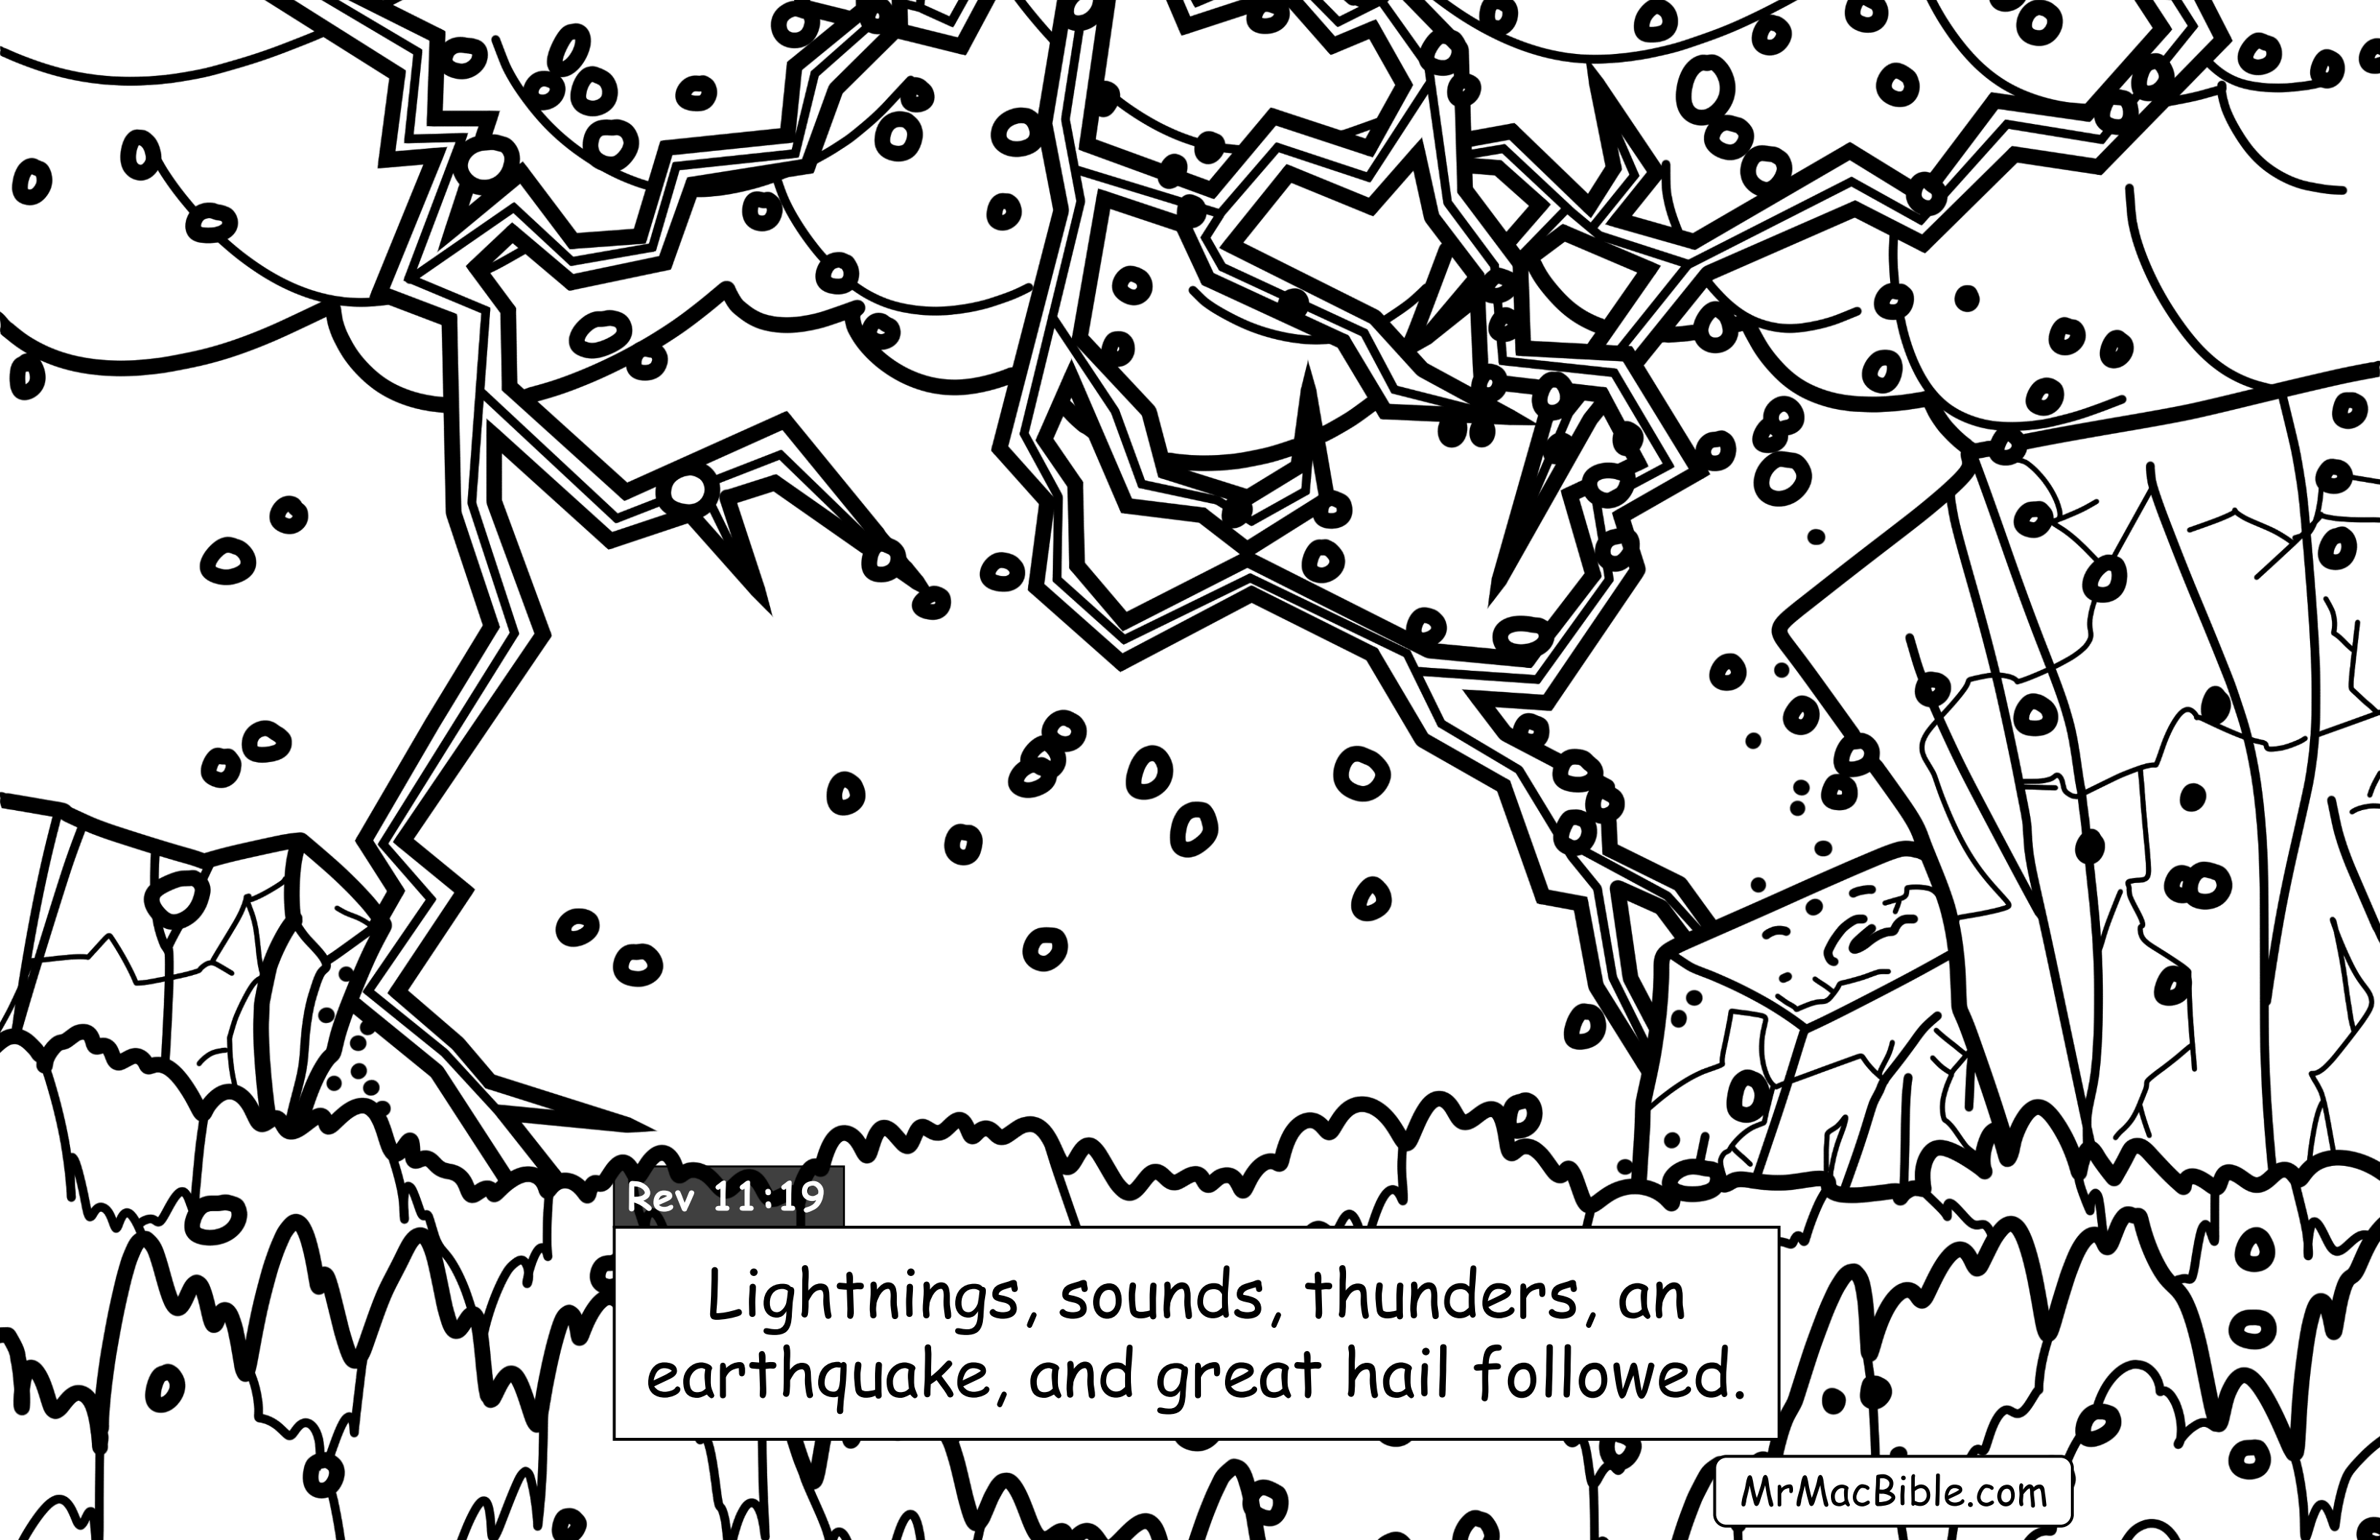 Rev 11:19
Lightnings, sounds, thunders, an
earthquake, and great hail followed.
MrMacBible.com